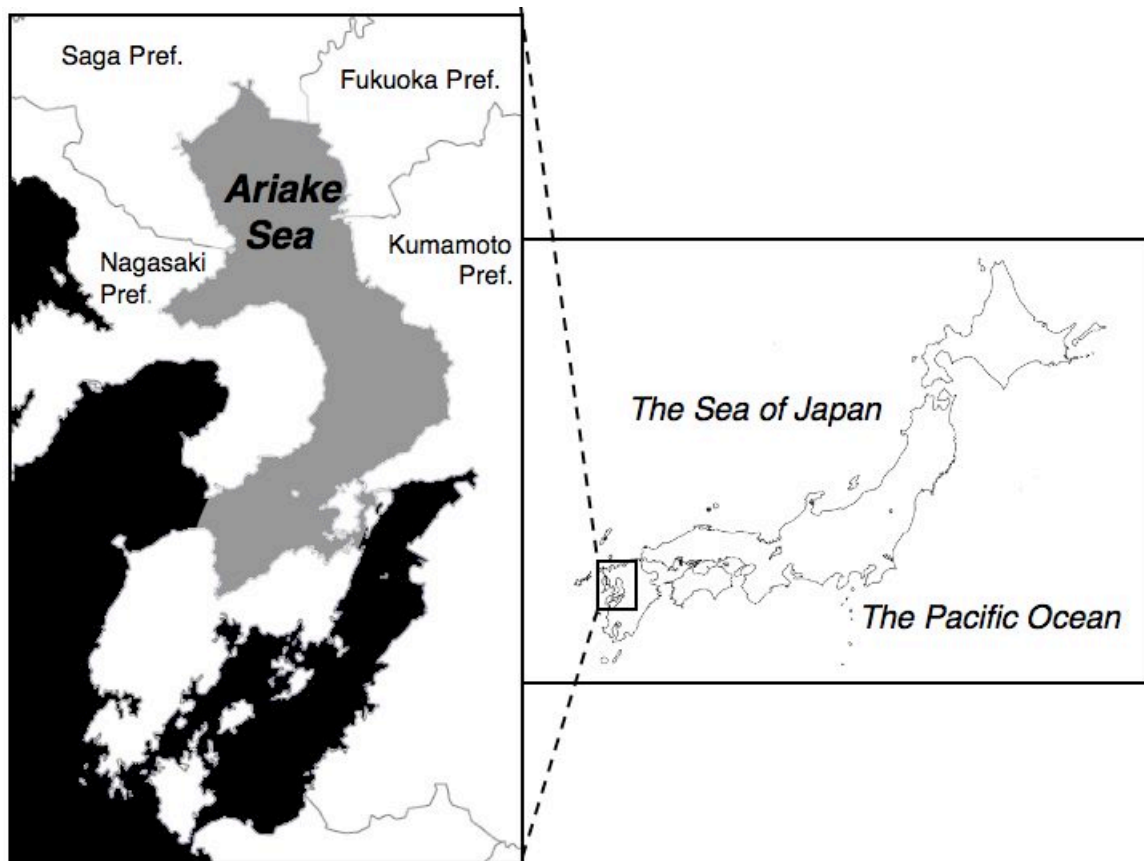 Saga Pref.
Fukuoka Pref.
Ariake
Sea
Nagasaki
Pref.
Kumamoto
Pref.
The Sea of Japan
The Pacific Ocean